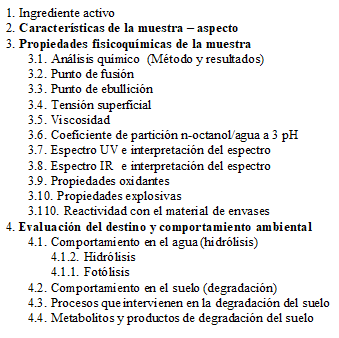 1. Ingrediente activo
2. Características de la muestra – aspecto
3. Propiedades fisicoquímicas de la muestra
3.1. Análisis químico (Método y resultados)
3.2. Punto de fusión
3.3. Punto de ebullición
3.4. Tensión superficial
3.5. Viscosidad
3.6. Coeficiente de partición n-octanol/agua a 3 pH
3.7. Espectro UV e interpretación del espectro
3.8. Espectro IR e interpretación del espectro
3.9. Propiedades oxidantes
3.10. Propiedades explosivas
3.110. Reactividad con el material de envases
4. Evaluación del destino y comportamiento ambiental
4.1. Comportamiento en el agua (hidrólisis)
4.1.2. Hidrólisis
4.1.1. Fotólisis
4.2. Comportamiento en el suelo (degradación)
4.3. Procesos que intervienen en la degradación del suelo
4.4. Metabolitos y productos de degradación del suelo